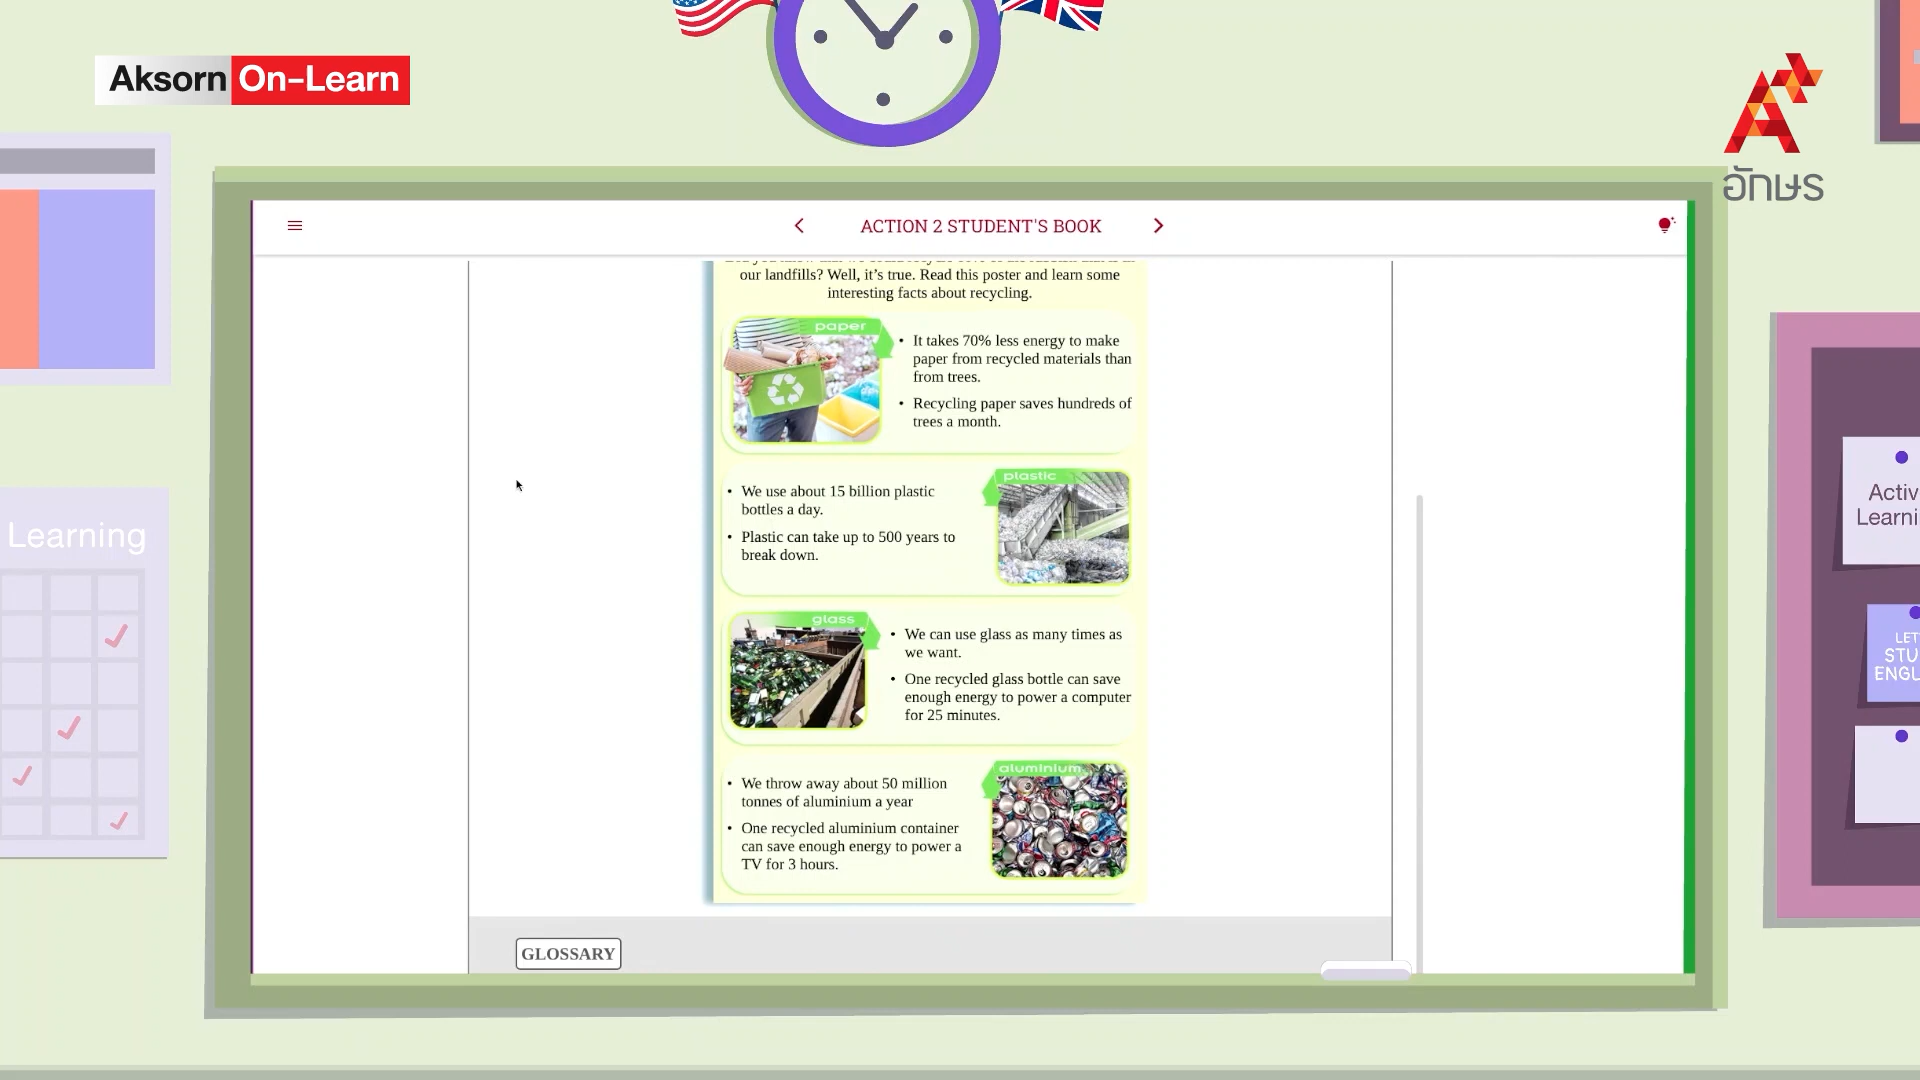 Aksorn On-Learn
อักษร
ACTION 2 STUDENT'S BOOK
our landfills? Well, it's true. Read this poster and learn some
interesting facts about recycling.
paper
• It takes 70% less energy to make
paper from recycled materials than
from trees.
• Recycling paper saves hundreds of
trees a month.
plastic
• We use about 15 billion plastic
bottles a day.
• Plastic can take up to 500 years to
break down.
glass
• We can use glass as many times as
we want.
• One recycled glass bottle can save
enough energy to power a computer
for 25 minutes.
aluminium
• We throw away about 50 million
tonnes of aluminium a year
• One recycled aluminium container
can save enough energy to power a
TV for 3 hours.
GLOSSARY
Learning
Activ
Learni
LET
STU
ENGL